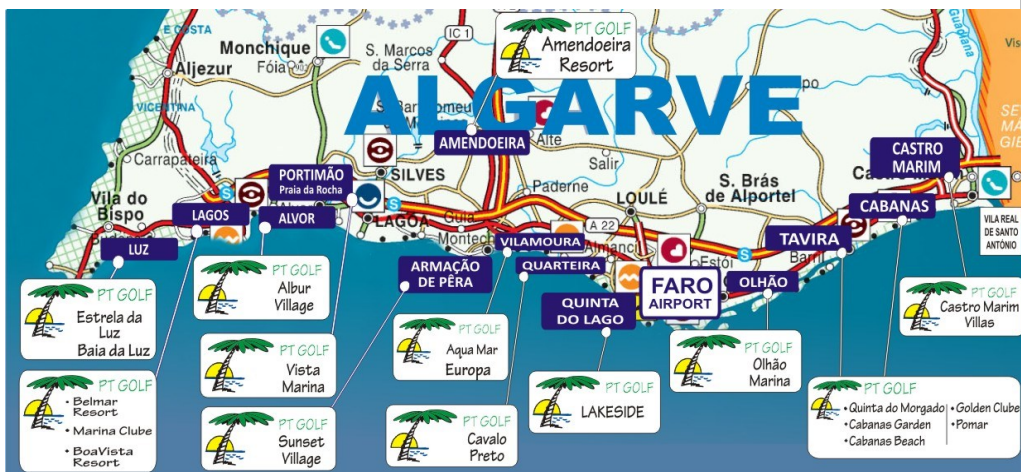 E COSTA
Monchique
Fóia
902
Aljezur
VICENTINA
Carrapateira
Vila do
Bispo
S. Marcos
da Serra
IC 1
PT GOLF
Amendoeira
Resort
ALGARVE
AMENDOEIRA
Alte
Salir
Paderne
PORTIMÃO
Praia da Rocha
SILVES
LAGOS
ALVOR
LAGOA
Guia
LUZ
ARMAÇÃO
DE PÊRA
VILAMOURA
QUARTEIRA
A 22
LOULÉ
S. Brás
de Alportel
Estói
QUINTA
DO LAGO
FARO
AIRPORT
OLHÃO
TAVIRA
CABANAS
CASTRO
MARIM
Guadiana
VILA REAL
DE SANTO
ANTÓNIO
S
S
S
PT GOLF
Estrela da
Luz
Baia da Luz
PT GOLF
• Belmar
Resort
• Marina Clube
• BoaVista
Resort
PT GOLF
Albur
Village
PT GOLF
Vista
Marina
PT GOLF
Sunset
Village
PT GOLF
Aqua Mar
Europa
PT GOLF
Cavalo
Preto
PT GOLF
LAKESIDE
PT GOLF
Olhão
Marina
PT GOLF
• Quinta do Morgado
• Cabanas Garden
• Cabanas Beach
• Golden Clube
• Pomar
PT GOLF
Castro Marim
Villas